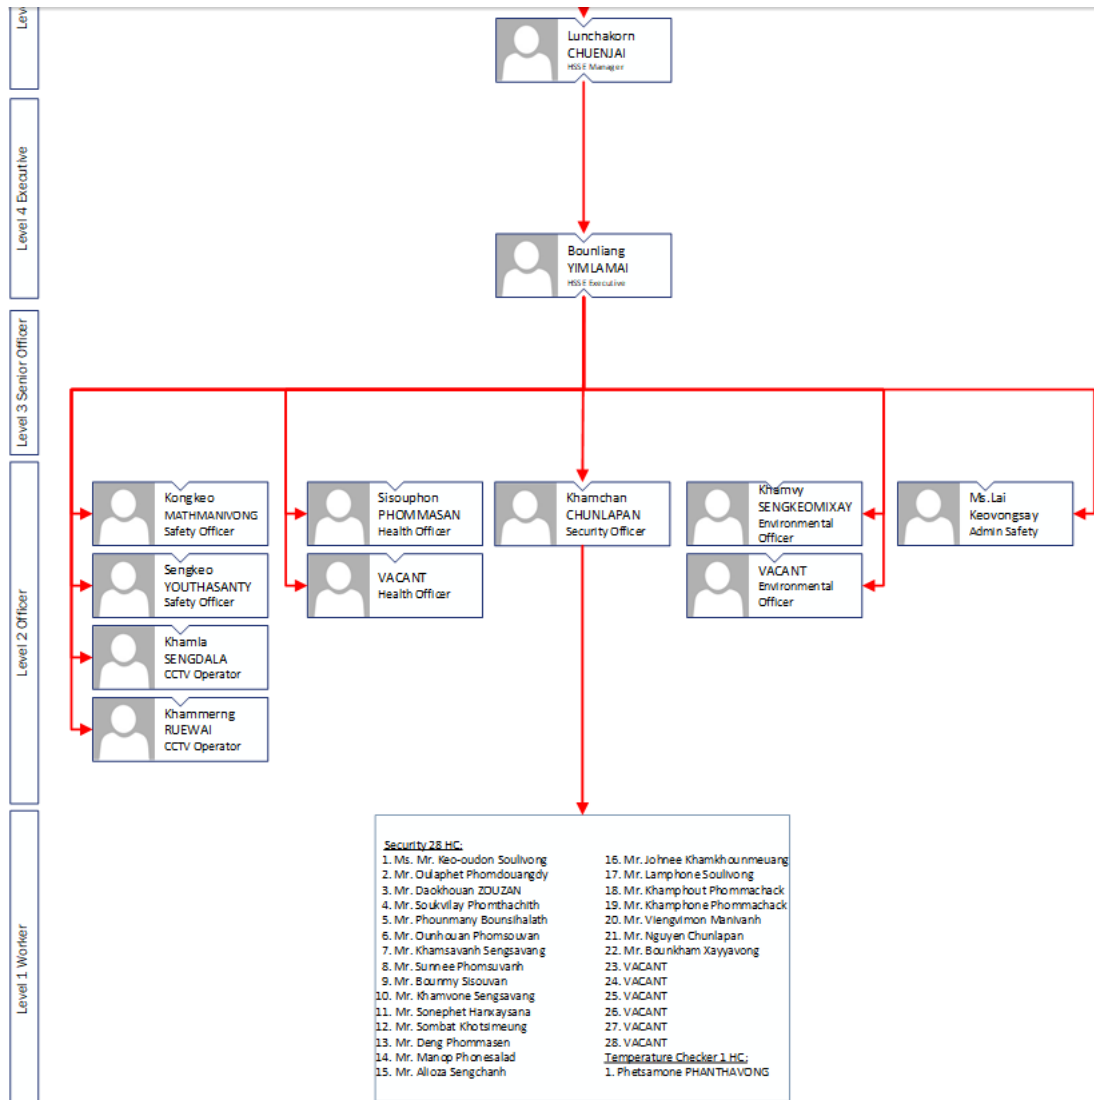 Leve
Lunchakorn
CHUENJAI
HSSE Manager
Level 4 Executive
Bounliang
YIMLAMAI
HSSE Executive
Level 3 Senior Officer
Level 2 Officer
Kongkeo
MATHMANIVONG
Safety Officer
Sengkeo
YOUTHASANTY
Safety Officer
Khamla
SENGDALA
CCTV Operator
Khammerng
RUEWAI
CCTV Operator
Sisouphon
PHOMMASAN
Health Officer
VACANT
Health Officer
Khamchan
CHUNLAPAN
Security Officer
Khamvy
SENGKEOMIXAY
Environmental
Officer
VACANT
Environmental
Officer
Ms.Lai
Keovongsay
Admin Safety
Level 1 Worker
Security 28 HC:
1. Ms. Mr. Keo-oudon Soulivong
2. Mr. Oulaphet Phomdouangdy
3. Mr. Daokhouan ZOUZAN
4. Mr. Soukvilay Phomthachith
5. Mr. Phounmany Bounsihalath
6. Mr. Ounhouan Phomsouvan
7. Mr. Khamsavanh Sengsavang
8. Mr. Sunnee Phomsuvanh
9. Mr. Bounmy Sisouvan
10. Mr. Khamvone Sengsavang
11. Mr. Sonephet Hanxaysana
12. Mr. Sombat Khotsimeung
13. Mr. Deng Phommasen
14. Mr. Manop Phonesalad
15. Mr. Alioza Sengchanh
16. Mr. Johnee Khamkhounmeuang
17. Mr. Lamphone Soulivong
18. Mr. Khamphout Phommachack
19. Mr. Khamphone Phommachack
20. Mr. Viengvimon Manivanh
21. Mr. Nguyen Chunlapan
22. Mr. Bounkham Xayyavong
23. VACANT
24. VACANT
25. VACANT
26. VACANT
27. VACANT
28. VACANT
Temperature Checker 1 HC:
1. Phetsamone PHANTHAVONG